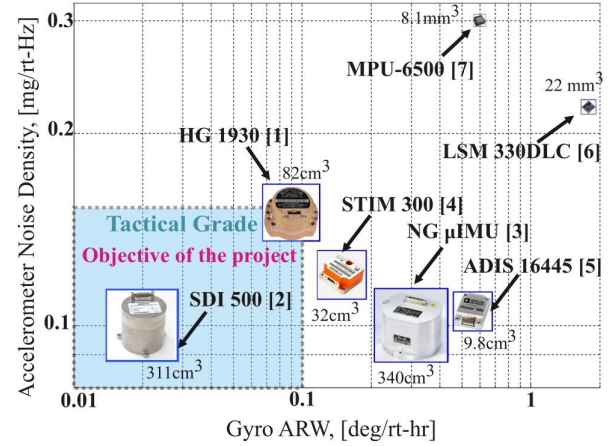 Accelerometer Noise Density, [mg/rt-Hz]
0.3
0.2
0.1
8.1mm³
MPU-6500 [7]
22 mm³
LSM 330DLC [6]
HG 1930 [1]
82cm³
STIM 300 [4]
NG μIMU [3]
Tactical Grade
Objective of the project
ADIS 16445 [5]
SDI 500 [2]
32cm³
9.8cm³
311cm³
340cm³
0.01
0.1
1
Gyro ARW, [deg/rt-hr]